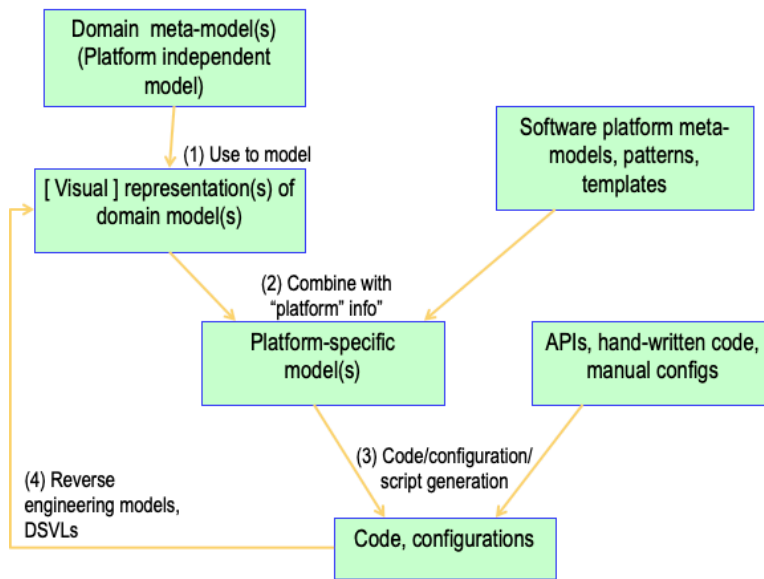 Domain meta-model(s)
(Platform independent
model)
(1) Use to model
Software platform meta-
models, patterns,
templates
[ Visual ] representation(s) of
domain model(s)
(2) Combine with
“platform” info”
Platform-specific
model(s)
APIs, hand-written code,
manual configs
(3) Code/configuration/
script generation
(4) Reverse
engineering models,
DSVLs
Code, configurations